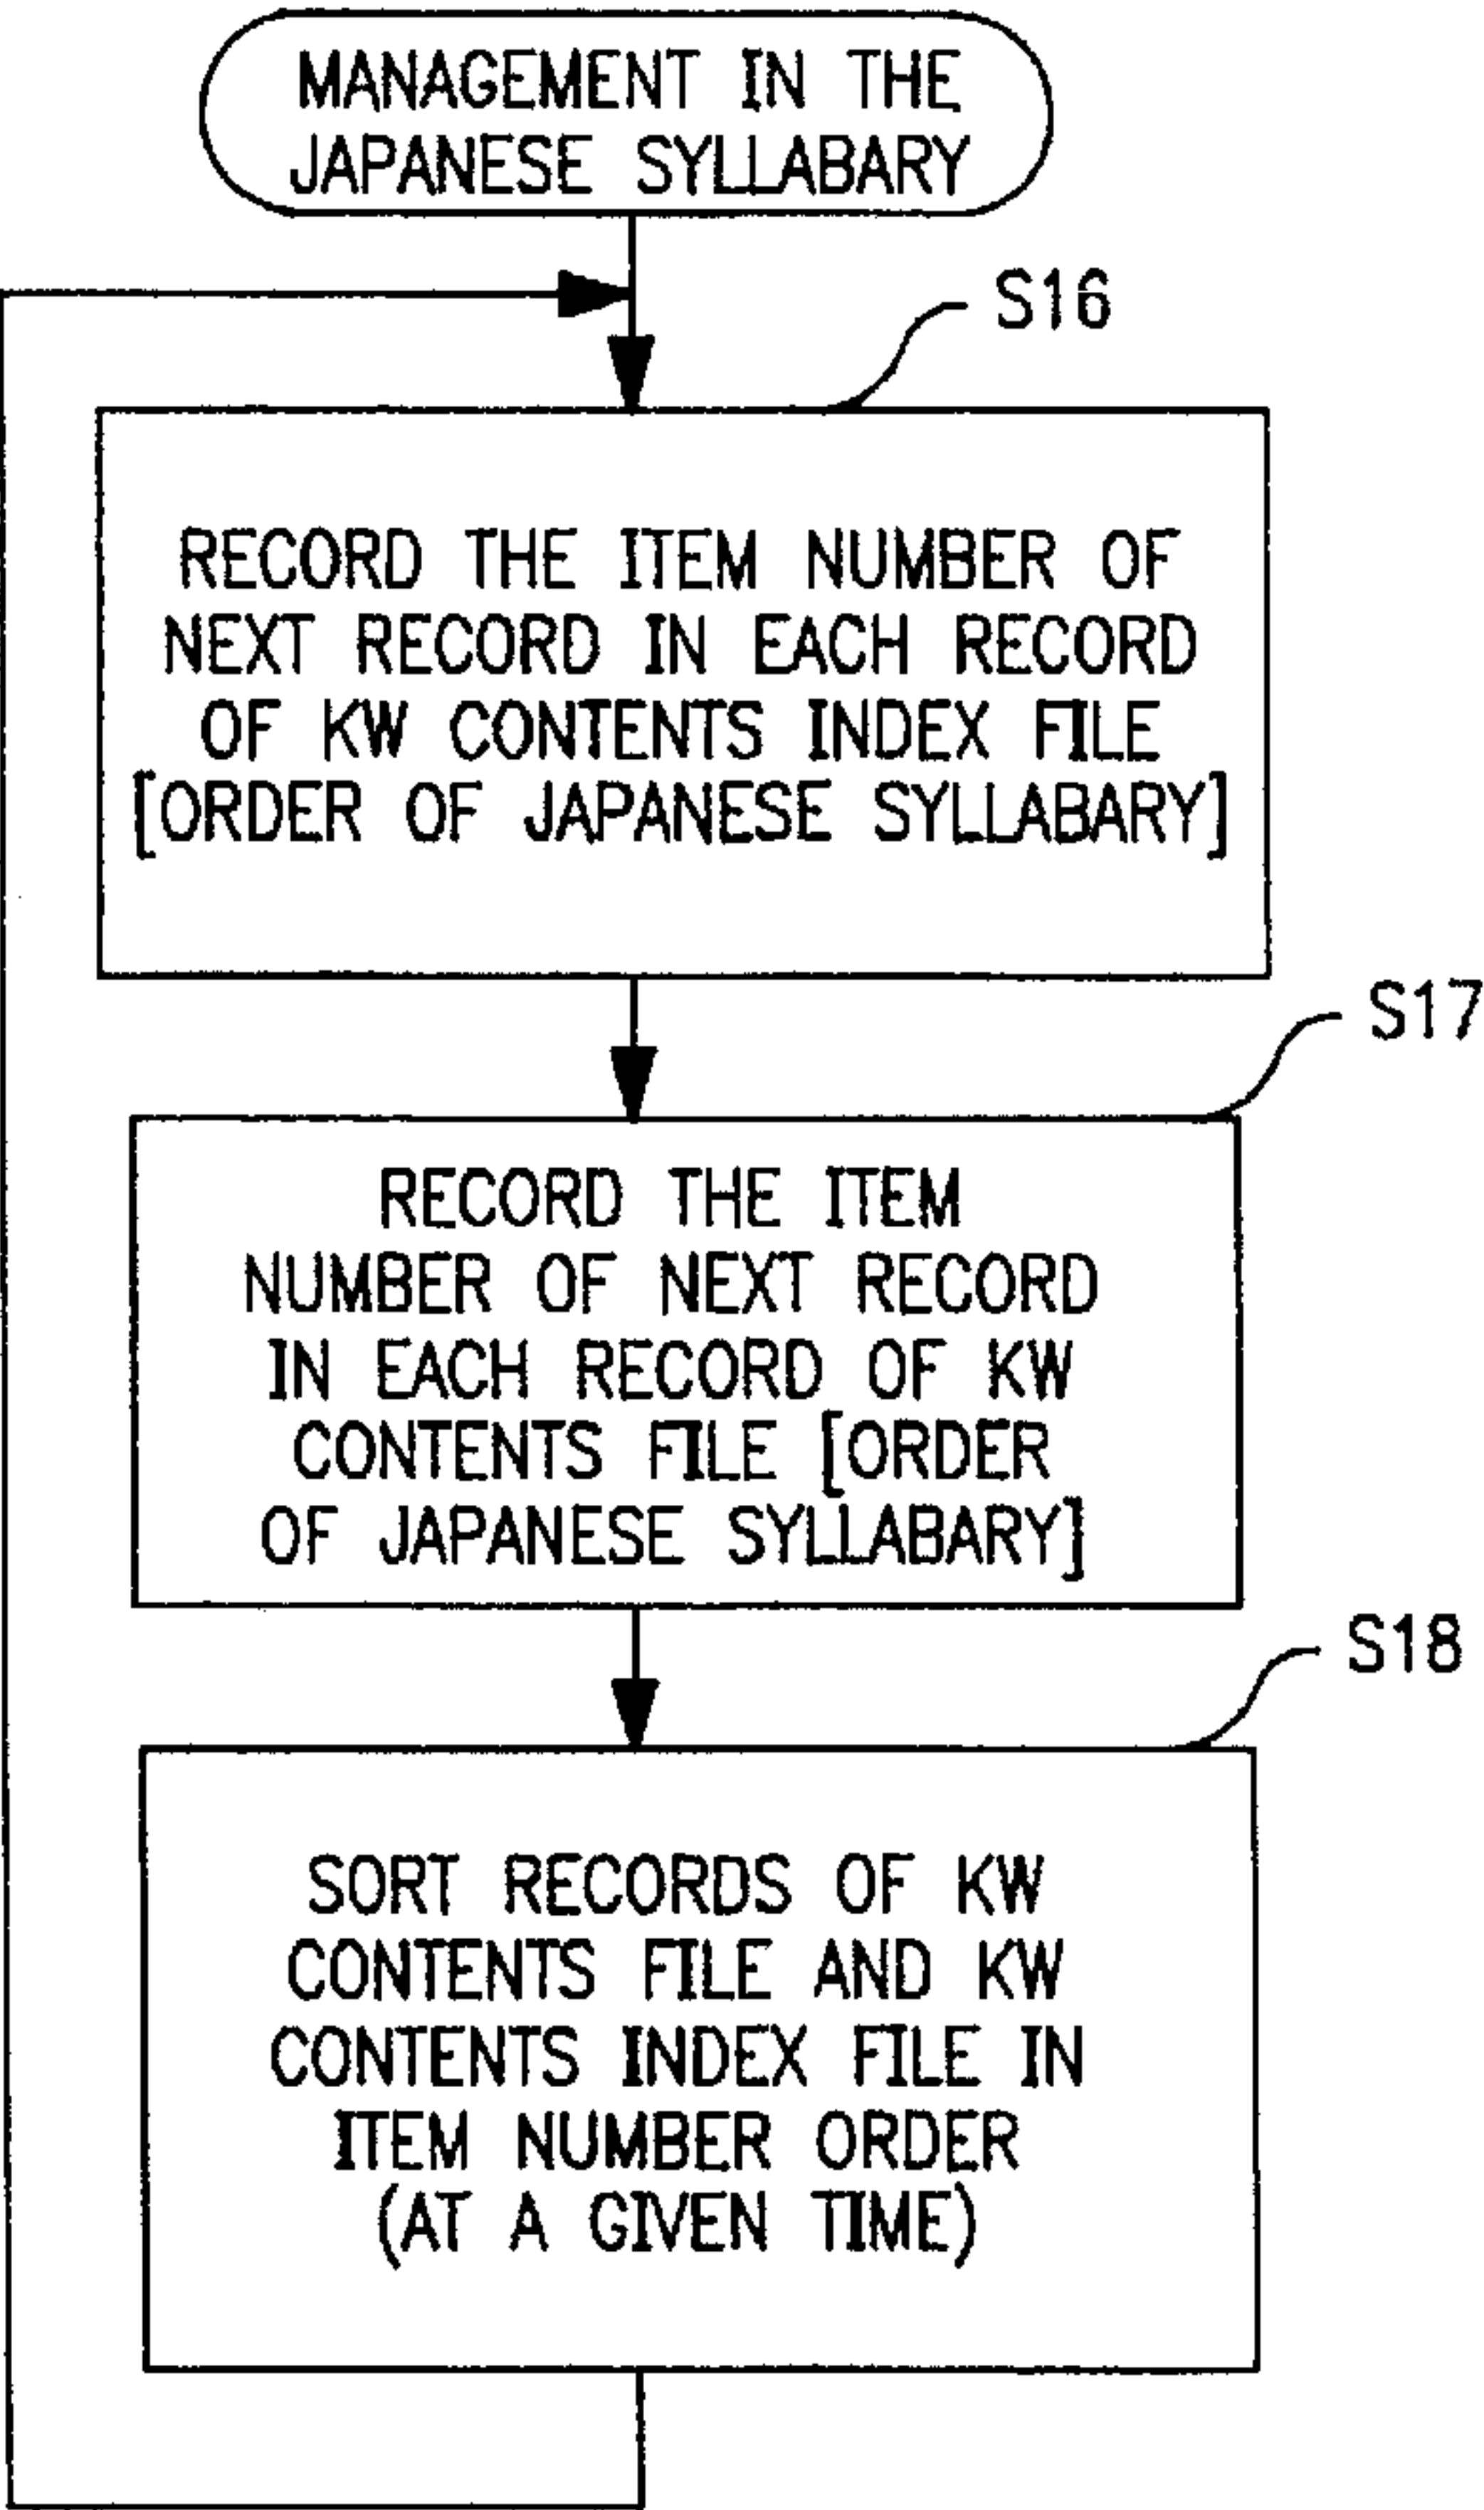 MANAGEMENT IN THE
JAPANESE SYLLABARY
S16
RECORD THE ITEM NUMBER OF
NEXT RECORD IN EACH RECORD
OF KW CONTENTS INDEX FILE
[ORDER OF JAPANESE SYLLABARY]
S17
RECORD THE ITEM
NUMBER OF NEXT RECORD
IN EACH RECORD OF KW
CONTENTS FILE [ORDER
OF JAPANESE SYLLABARY]
S18
SORT RECORDS OF KW
CONTENTS FILE AND KW
CONTENTS INDEX FILE IN
ITEM NUMBER ORDER
(AT A GIVEN TIME)